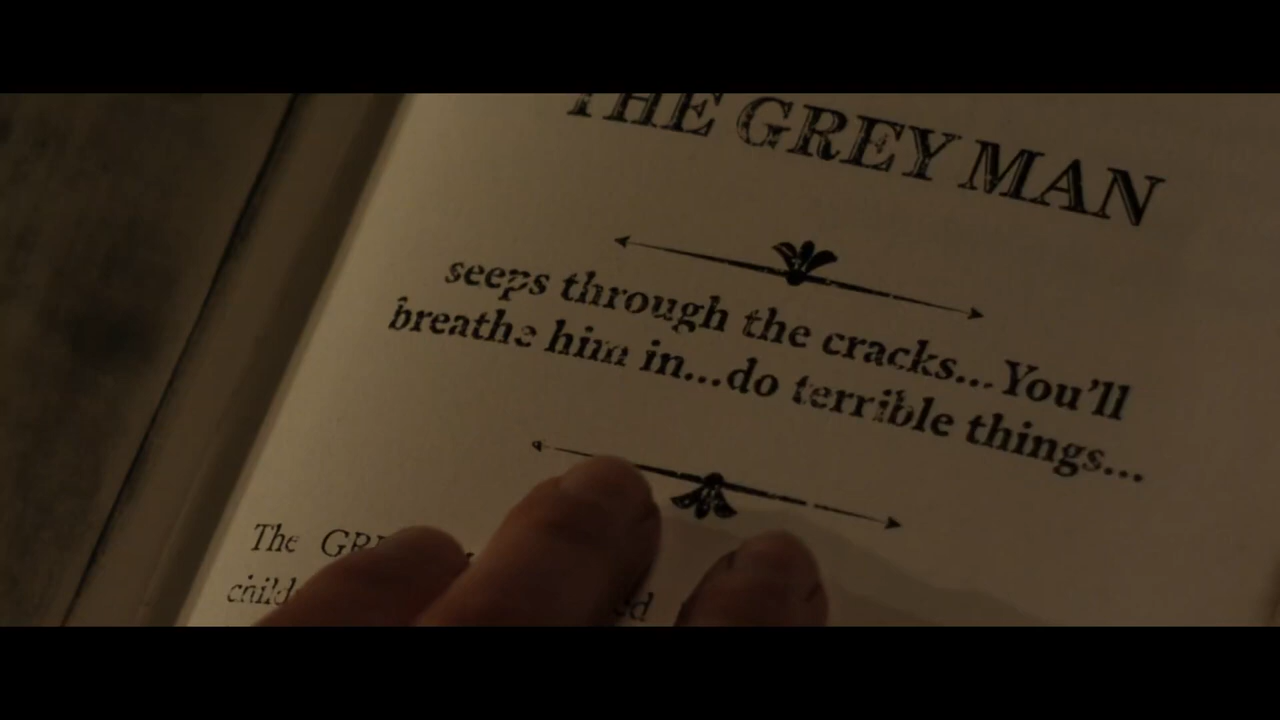 THE GREY MAN
seeps through the cracks... You'll
breathe him in...do terrible things...
The